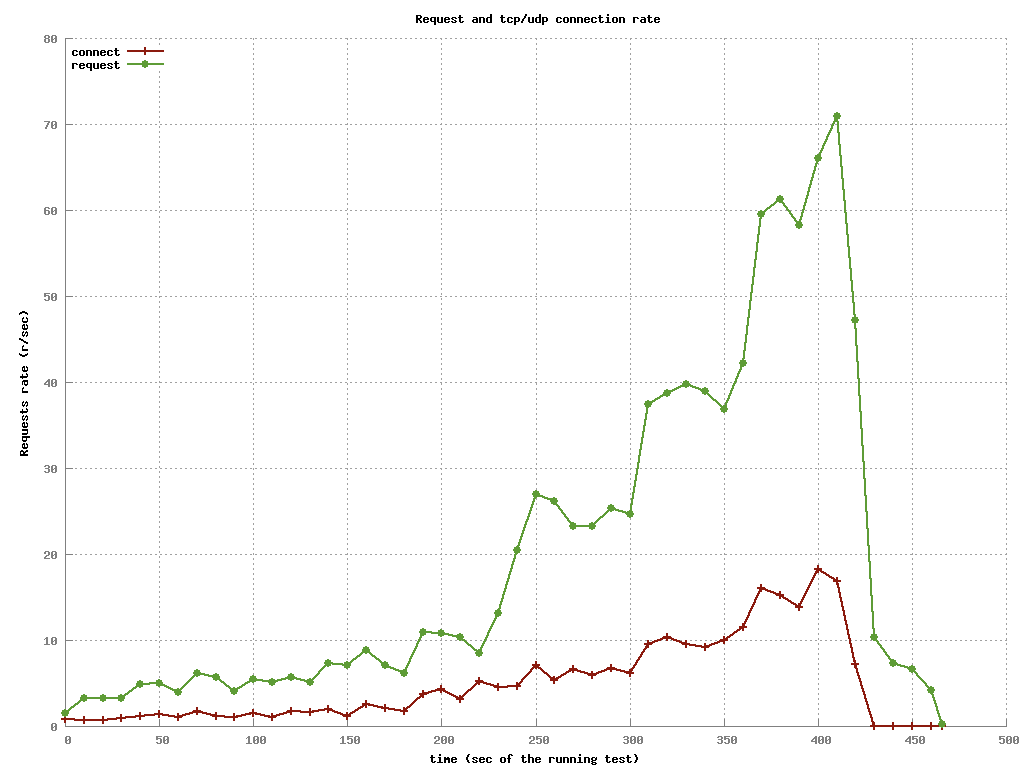 Request and tcp/udp connection rate
connect
request
80
70
60
50
40
30
20
10
0
Requests rate (r/sec)
0 50 100 150 200 250 300 350 400 450 500
time (sec of the running test)